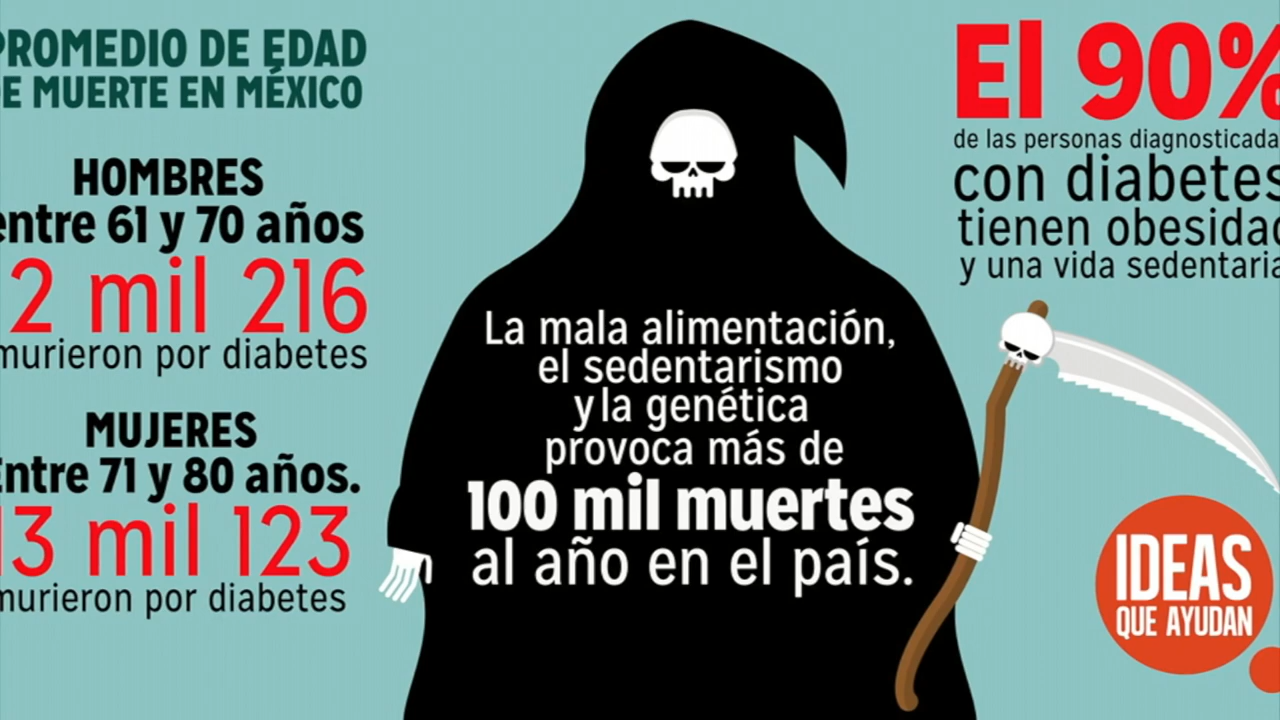 PROMEDIO DE EDAD
DE MUERTE EN MÉXICO
HOMBRES
entre 61 y 70 años
12 mil 216
murieron por diabetes
MUJERES
Entre 71 y 80 años.
13 mil 123
murieron por diabetes
La mala alimentación,
el sedentarismo
y la genética
provoca más de
100 mil muertes
al año en el país.
El 90%
de las personas diagnosticada
con diabetes
tienen obesidad
y una vida sedentaria
IDEAS
QUE AYUDAN